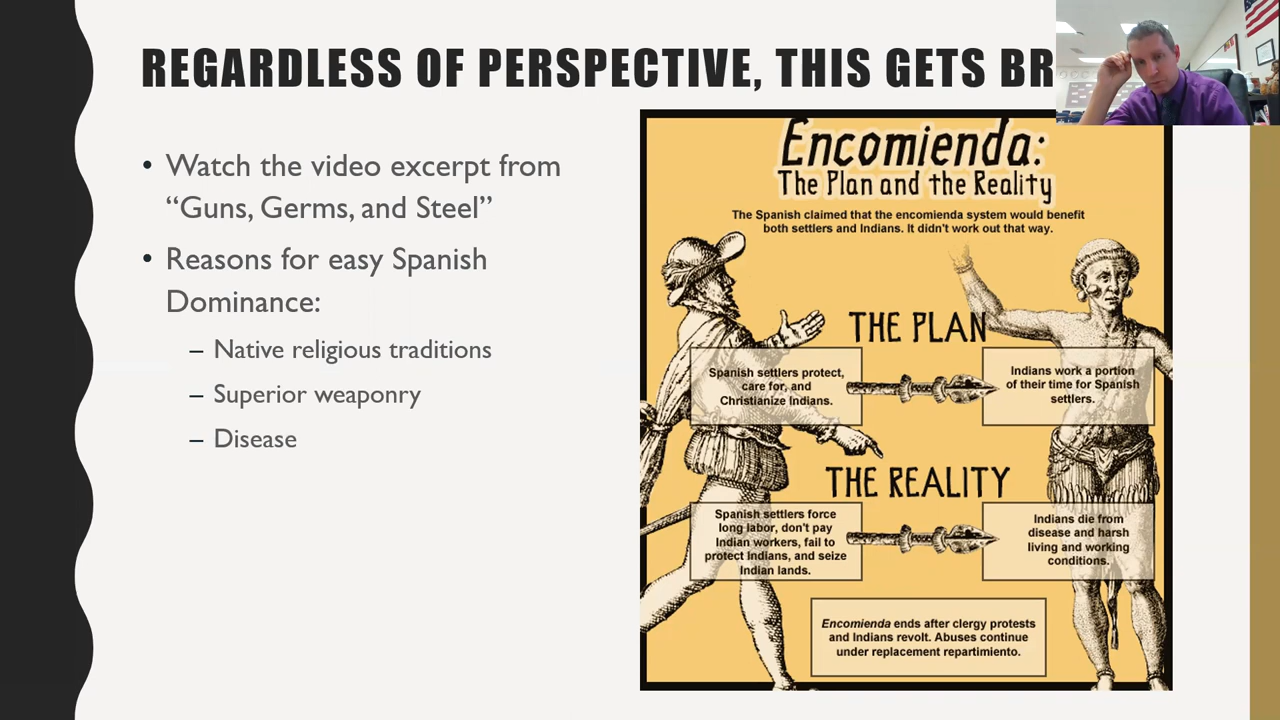 REGARDLESS OF PERSPECTIVE, THIS GETS BR
• Watch the video excerpt from
“Guns, Germs, and Steel”
• Reasons for easy Spanish
Dominance:
– Native religious traditions
– Superior weaponry
– Disease
Encomienda:
The Plan and the Reality
The Spanish claimed that the encomienda system would benefit
both settlers and Indians. It didn't work out that way.
THE PLAN
Spanish settlers protect,
care for, and
Christianize Indians.
Indians work a portion
of their time for Spanish
settlers.
THE REALITY
Spanish settlers force
long labor, don't pay
Indian workers, fail to
protect Indians, and seize
Indian lands.
Indians die from
disease and harsh
living and working
conditions.
Encomienda ends after clergy protests
and Indians revolt. Abuses continue
under replacement repartimiento.